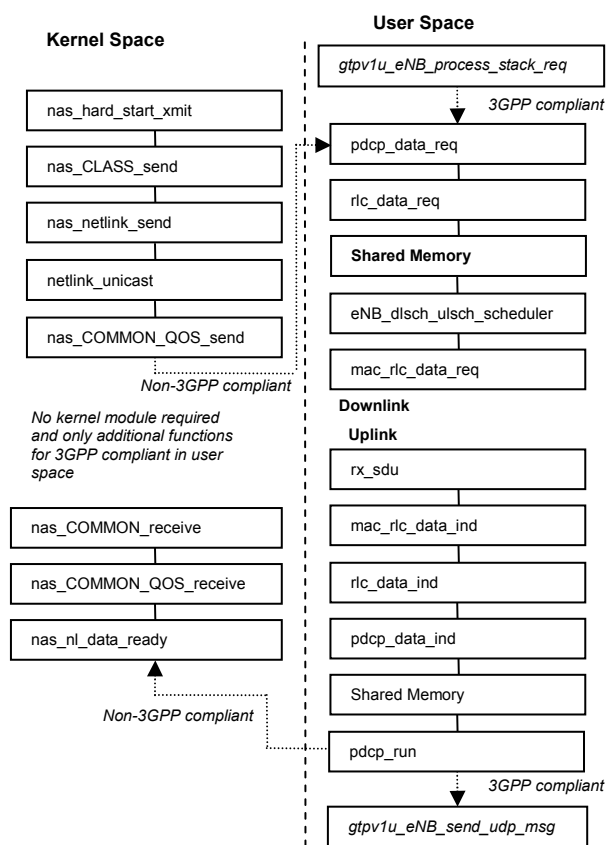 Kernel Space
nas_hard_start_xmit
nas_CLASS_send
nas_netlink_send
netlink_unicast
nas_COMMON_QOS_send
Non-3GPP compliant
No kernel module required
and only additional functions
for 3GPP compliant in user
space
nas_COMMON_receive
nas_COMMON_QOS_receive
nas_nl_data_ready
Non-3GPP compliant
User Space
gtpv1u_eNB_process_stack_req
3GPP compliant
pdcp_data_req
rlc_data_req
Shared Memory
eNB_dlsch_ulsch_scheduler
mac_rlc_data_req
Downlink
Uplink
rx_sdu
mac_rlc_data_ind
rlc_data_ind
pdcp_data_ind
Shared Memory
pdcp_run
3GPP compliant
gtpv1u_eNB_send_udp_msg